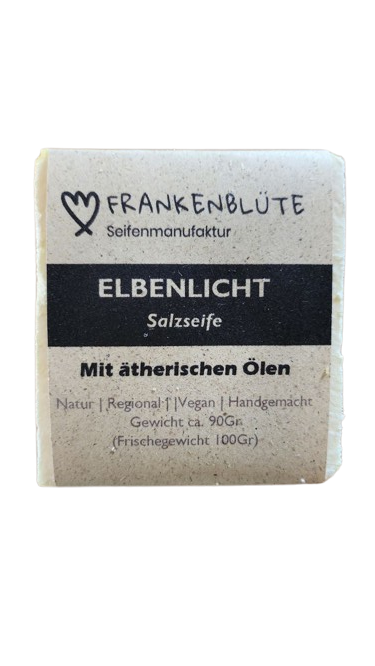 FRANKENBLÜTE
Seifenmanufaktur
ELBENLICHT
Salzseife
Mit ätherischen Ölen
Natur | Regional | |Vegan | Handgemacht
Gewicht ca. 90Gr
(Frischegewicht 100Gr)